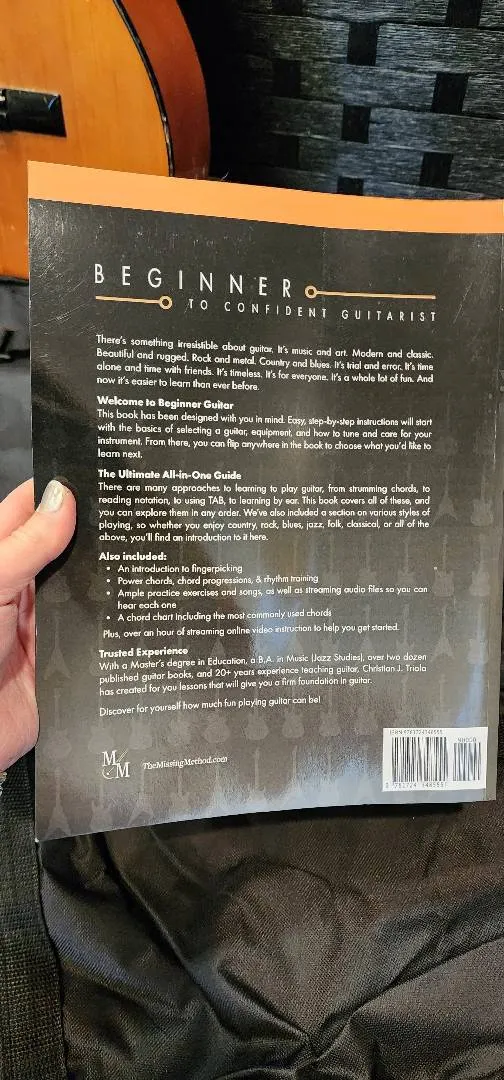 BEGINNER
TO CONFIDENT GUITARIST
There's something irresistible about guitar. It's music and art. Modern and classic.
Beautiful and rugged. Rock and metal. Country and blues. It's trial and error. It's time
alone and time with friends. It's timeless. It's for everyone. It's a whole lot of fun. And
now it's easier to learn than ever before.
Welcome to Beginner Guitar
This book has been designed with you in mind. Easy, step-by-step instructions will start
with the basics of selecting a guitar, equipment, and how to tune and care for your
instrument. From there, you can flip anywhere in the book to choose what you'd like to
learn next.
The Ultimate All-in-One Guide
There are many approaches to learning to play guitar, from strumming chords, to
reading notation, to using TAB, to learning by ear. This book covers all of these, and
you can explore them in any order. We've also included a section on various styles of
playing, so whether you enjoy country, rock, blues, jazz, folk, classical, or all of the
above, you'll find an introduction to it here.
Also included:
• An introduction to fingerpicking
• Power chords, chord progressions, & rhythm training
• Ample practice exercises and songs, as well as streaming audio files so you can
hear each one
• A chord chart including the most commonly used chords
Plus, over an hour of streaming online video instruction to help you get started.
Trusted Experience
With a Master's degree in Education, a B.A. in Music (Jazz Studies), over two dozen
published guitar books, and 20+ years experience teaching guitar, Christian J. Triola
has created for you lessons that will give you a firm foundation in guitar.
Discover for yourself how much fun playing guitar can be!
MM
TheMissingMethod.com
90000